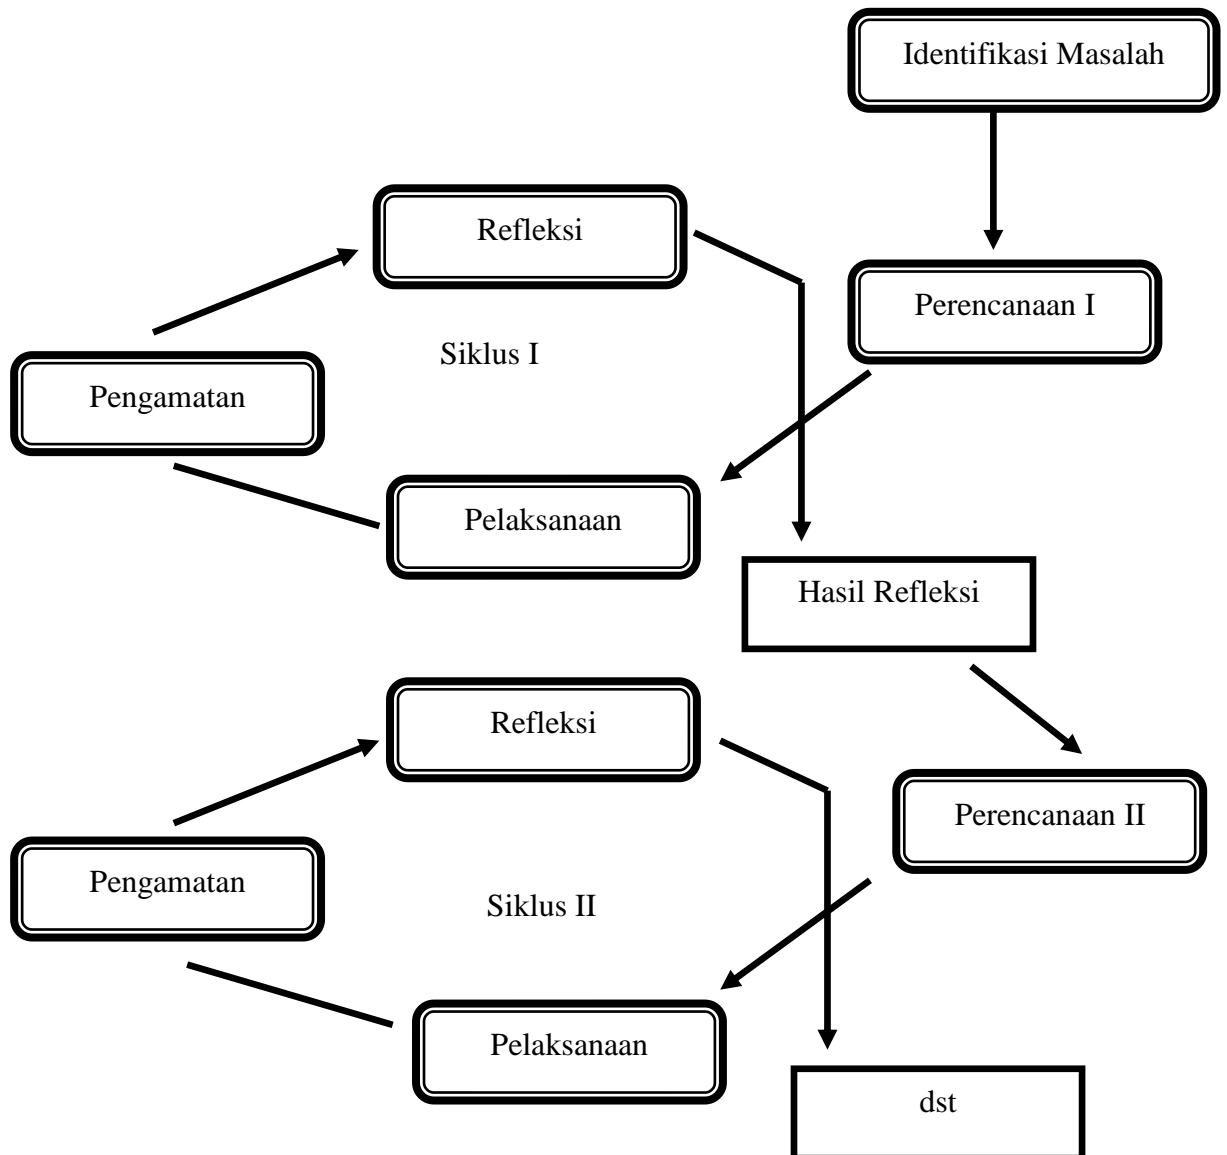 Identifikasi Masalah
Refleksi
Perencanaan I
Siklus I
Pengamatan
Pelaksanaan
Hasil Refleksi
Refleksi
Perencanaan II
Pengamatan
Siklus II
Pelaksanaan
dst